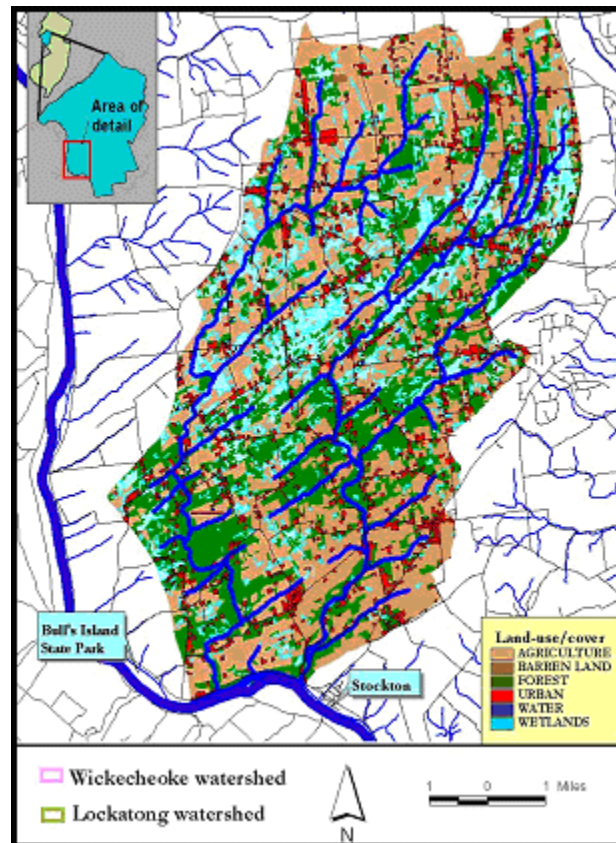 Area of
detail
Bull's Island
State Park
Stockton
Land-use/cover
AGRICULTURE
BARREN LAND
FOREST
URBAN
WATER
WETLANDS
Wickecheoke watershed
Lockatong watershed
N
1 0 1 Miles